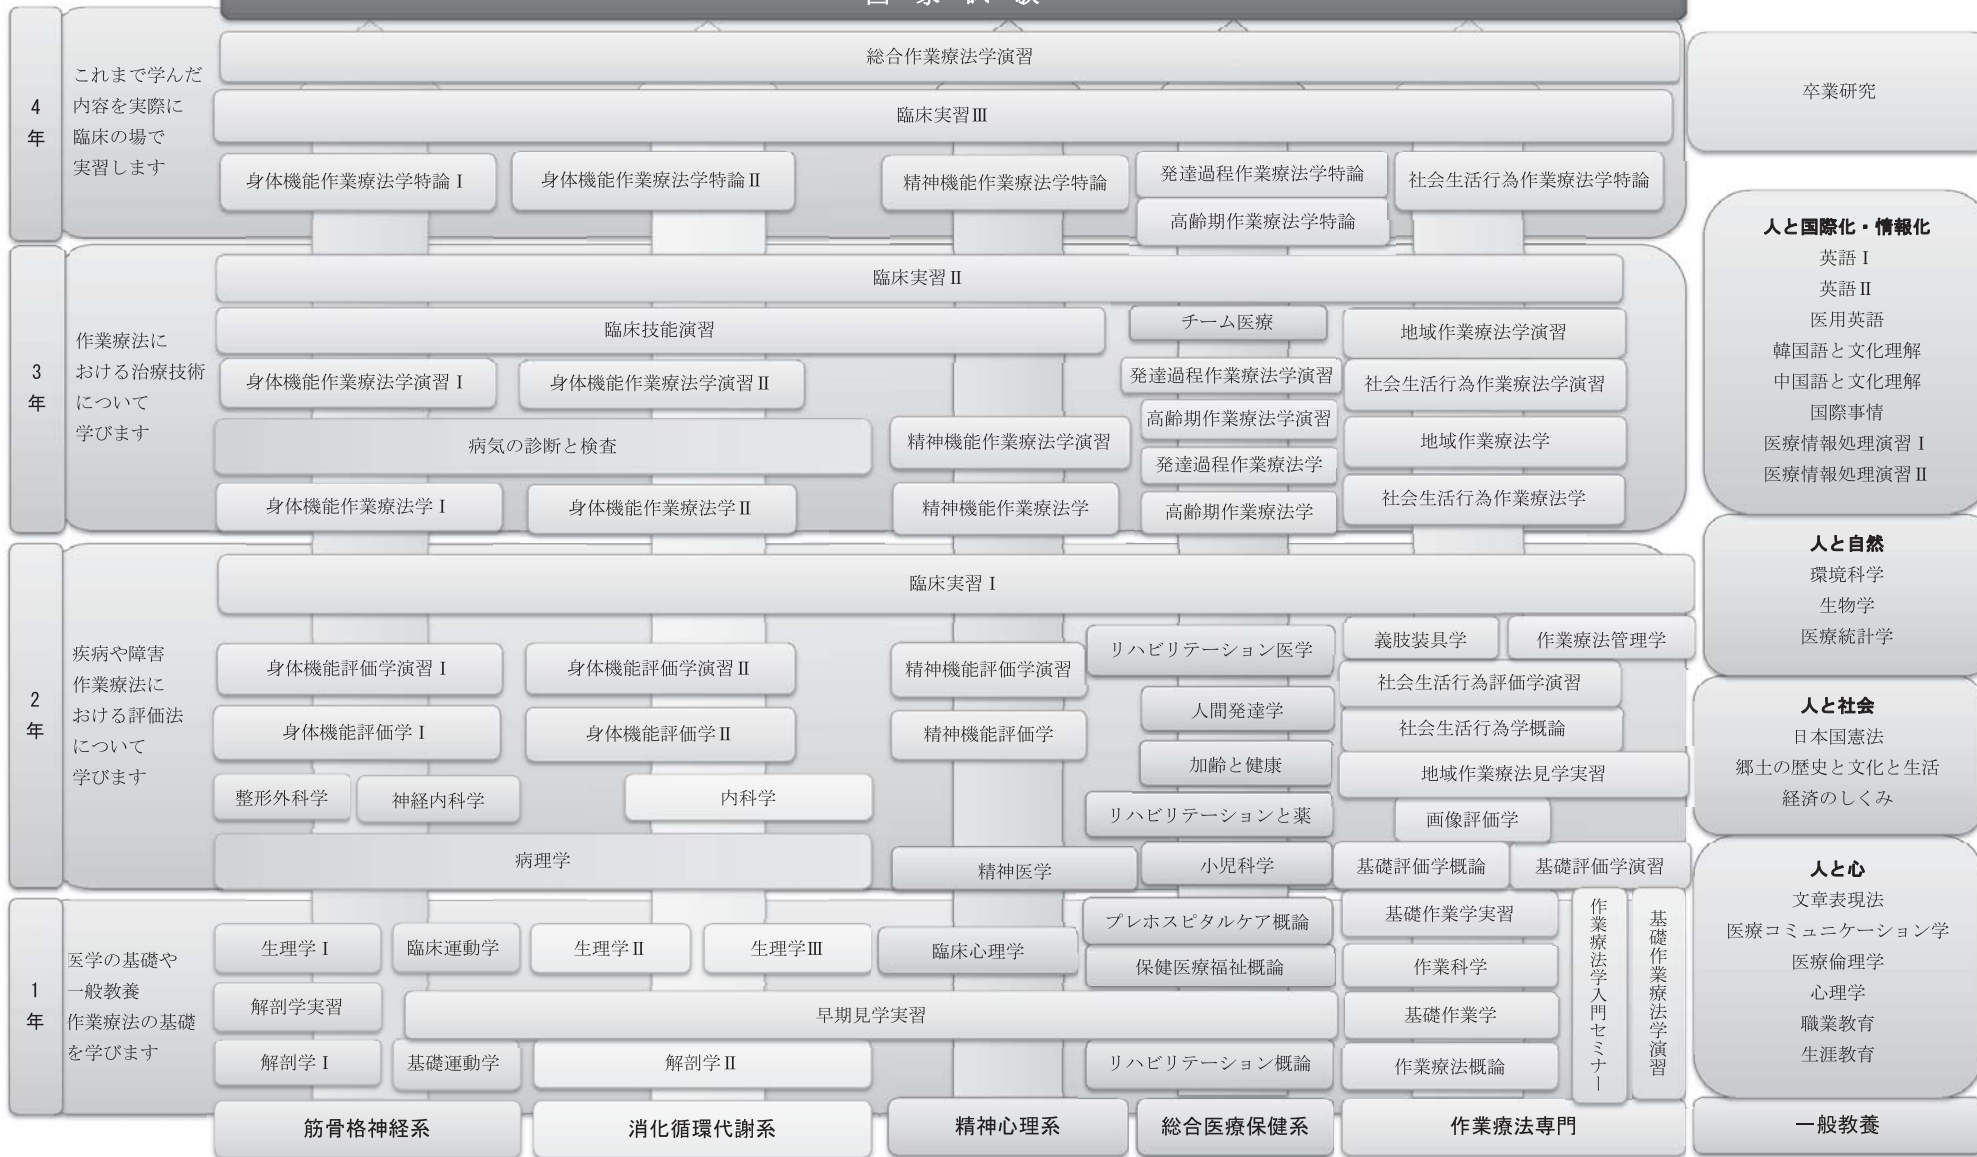 国家試験
4
年
これまで学んだ
内容を実際に
臨床の場で
実習します
総合作業療法学演習
臨床実習Ⅲ
身体機能作業療法学特論Ⅰ
身体機能作業療法学特論Ⅱ
精神機能作業療法学特論
発達過程作業療法学特論
高齢期作業療法学特論
社会生活行為作業療法学特論
3
年
作業療法に
おける治療技術
について
学びます
臨床実習Ⅱ
臨床技能演習
チーム医療
地域作業療法学演習
身体機能作業療法学演習Ⅰ
身体機能作業療法学演習Ⅱ
発達過程作業療法学演習
社会生活行為作業療法学演習
高齢期作業療法学演習
病気の診断と検査
精神機能作業療法学演習
地域作業療法学
発達過程作業療法学
身体機能作業療法学Ⅰ
身体機能作業療法学Ⅱ
精神機能作業療法学
高齢期作業療法学
社会生活行為作業療法学
2
年
疾病や障害
作業療法に
おける評価法
について
学びます
臨床実習Ⅰ
身体機能評価学演習Ⅰ
身体機能評価学演習Ⅱ
精神機能評価学演習
リハビリテーション医学
義肢装具学
作業療法管理学
社会生活行為評価学演習
人間発達学
身体機能評価学Ⅰ
身体機能評価学Ⅱ
精神機能評価学
社会生活行為学概論
加齢と健康
地域作業療法見学実習
整形外科学
神経内科学
内科学
リハビリテーションと薬
画像評価学
病理学
精神医学
小児科学
基礎評価学概論
基礎評価学演習
1
年
医学の基礎や
一般教養
作業療法の基礎
を学びます
生理学Ⅰ
臨床運動学
生理学Ⅱ
生理学Ⅲ
臨床心理学
プレホスピタルケア概論
保健医療福祉概論
基礎作業学実習
作業科学
解剖学実習
早期見学実習
基礎作業学
解剖学Ⅰ
基礎運動学
解剖学Ⅱ
リハビリテーション概論
作業療法概論
作業療法学入門セミナー
基礎作業療法学演習
筋骨格神経系
消化循環代謝系
精神心理系
総合医療保健系
作業療法専門
卒業研究
人と国際化・情報化
英語Ⅰ
英語Ⅱ
医用英語
韓国語と文化理解
中国語と文化理解
国際事情
医療情報処理演習Ⅰ
医療情報処理演習Ⅱ
人と自然
環境科学
生物学
医療統計学
人と社会
日本国憲法
郷土の歴史と文化と生活
経済のしくみ
人と心
文章表現法
医療コミュニケーション学
医療倫理学
心理学
職業教育
生涯教育
一般教養